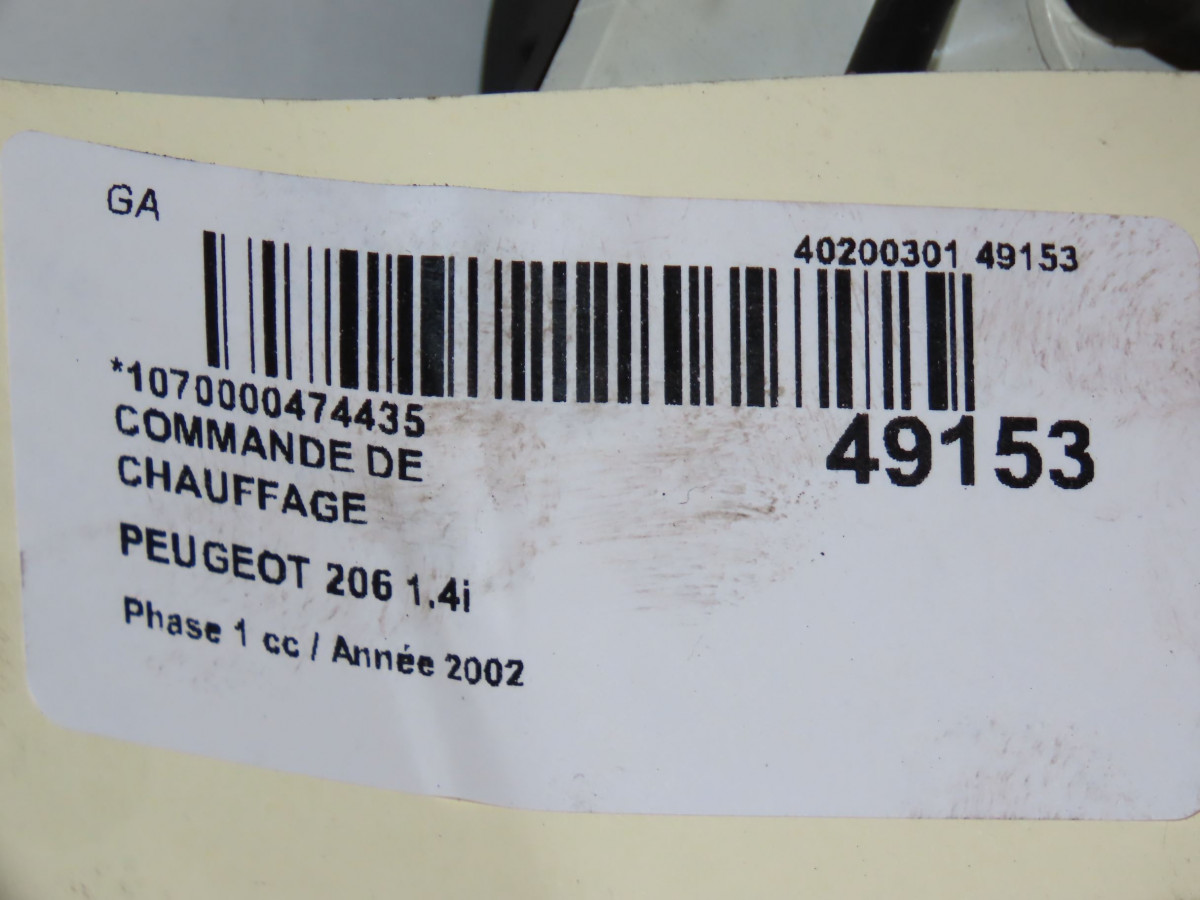 GA
40200301 49153
*1070000474435
49153
COMMANDE DE
CHAUFFAGE
PEUGEOT 206 1.4i
Phase 1 cc / Année 2002